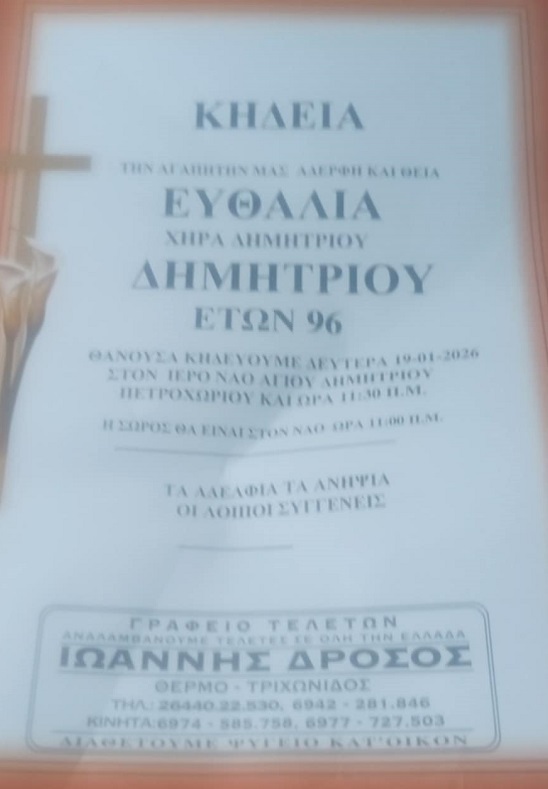 ΚΗΔΕΙΑ
ΤΗΝ ΑΓΑΠΗΤΗΝ ΜΑΣ ΑΔΕΡΦΗ ΚΑΙ ΘΕΙΑ
ΕΥΘΑΛΙΑ
ΧΗΡΑ ΔΗΜΗΤΡΙΟΥ
ΔΗΜΗΤΡΙΟΥ
ΕΤΩΝ 96
ΘΑΝΟΥΣΑ ΚΗΔΕΥΟΥΜΕ ΔΕΥΤΕΡΑ 19-01-2026
ΣΤΟΝ ΙΕΡΟ ΝΑΟ ΑΓΙΟΥ ΔΗΜΗΤΡΙΟΥ
ΠΕΤΡΟΧΩΡΙΟΥ ΚΑΙ ΩΡΑ 11:30 Π.Μ.
Η ΣΩΡΟΣ ΘΑ ΕΙΝΑΙ ΣΤΟΝ ΝΑΟ ΩΡΑ 11:00 Π.Μ.
ΤΑ ΑΔΕΛΦΙΑ ΤΑ ΑΝΗΨΙΑ
ΟΙ ΛΟΙΠΟΙ ΣΥΓΓΕΝΕΙΣ
ΓΡΑΦΕΙΟ ΤΕΛΕΤΩΝ
ΑΝΑΛΑΜΒΑΝΟΥΜΕ ΤΕΛΕΤΕΣ ΣΕ ΟΛΗ ΤΗΝ ΕΛΛΑΔΑ
ΙΩΑΝΝΗΣ ΔΡΟΣΟΣ
ΘΕΡΜΟ - ΤΡΙΧΩΝΙΔΟΣ
ΤΗΛ.: 26440.22.530, 6942 - 281.846
ΚΙΝΗΤΑ:6974 - 585.758, 6977 - 727.503
ΔΙΑΘΕΤΟΥΜΕ ΨΥΓΕΙΟ ΚΑΤ'ΟΙΚΟΝ